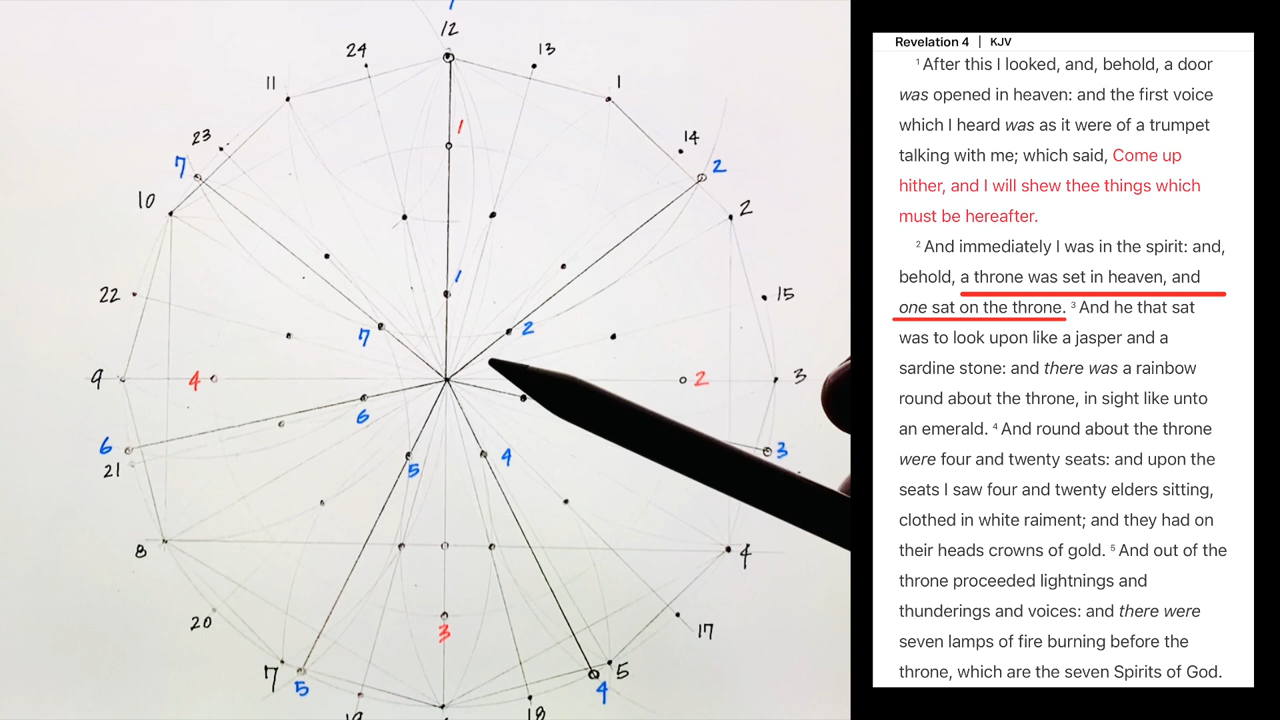 12
24
13
11
1
1
23
14
7
2
10
2
22
1
15
7
2
9
4
2
3
6
6
21
5
4
3
8
4
20
3
17
7
5
5
4
18
Revelation 4 | KJV
1 After this I looked, and, behold, a door
was opened in heaven: and the first voice
which I heard was as it were of a trumpet
talking with me; which said, Come up
hither, and I will shew thee things which
must be hereafter.
2 And immediately I was in the spirit: and,
behold, a throne was set in heaven, and
one sat on the throne. 3 And he that sat
was to look upon like a jasper and a
sardine stone: and there was a rainbow
round about the throne, in sight like unto
an emerald. 4 And round about the throne
were four and twenty seats: and upon the
seats I saw four and twenty elders sitting,
clothed in white raiment; and they had on
their heads crowns of gold. 5 And out of the
throne proceeded lightnings and
thunderings and voices: and there were
seven lamps of fire burning before the
throne, which are the seven Spirits of God.